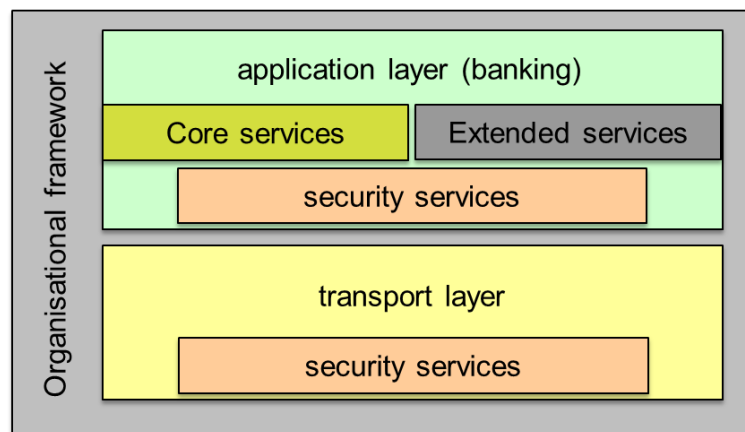 Organisational framework
application layer (banking)
Core services
Extended services
security services
transport layer
security services